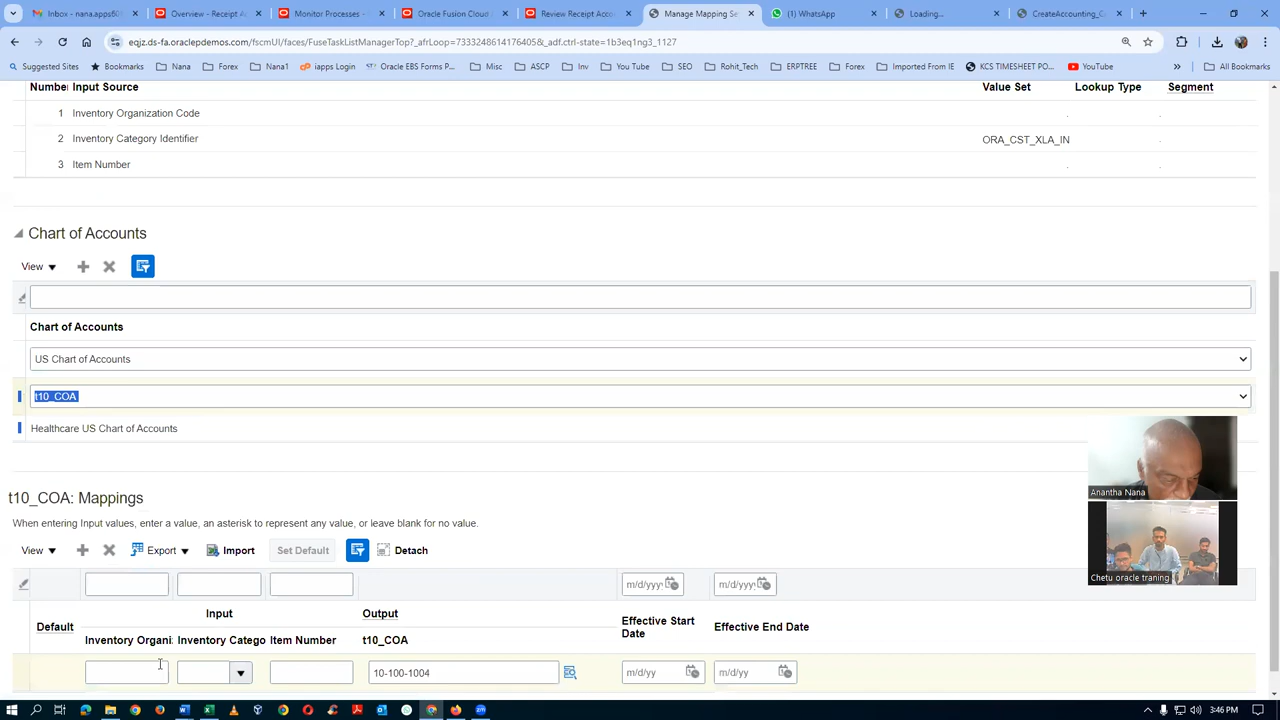 Inbox - nana.apps50
Overview - Receipt A
Monitor Processes -
Oracle Fusion Cloud
Review Receipt Acco
Manage Mapping Se
(1) WhatsApp
Loading...
CreateAccounting_G
eqjz.ds-fa.oraclepdemos.com/fscmUI/faces/FuseTaskListManagerTop?_afrLoop=73332486141764058&_adf.ctrl-state=1b3eq1ng3_1127
Suggested Sites
Bookmarks
Nana
Forex
Nana1
iapps Login
Oracle EBS Forms P...
Misc
ASCP
Inv
You Tube
SEO
Rohit_Tech
ERPTREE
Forex
Imported From IE
KCS TIMESHEET PO...
YouTube
All Bookmarks
Number Input Source Value Set Lookup Type Segment
1 Inventory Organization Code
2 Inventory Category Identifier ORA_CST_XLA_IN
3 Item Number
Chart of Accounts
View
Chart of Accounts
US Chart of Accounts
t10_COA
Healthcare US Chart of Accounts
Anantha Nana
Chetu oracle traning
t10_COA: Mappings
When entering Input values, enter a value, an asterisk to represent any value, or leave blank for no value.
View Export Import Set Default Detach
m/d/yyyy m/d/yyyy
Default Input Output Effective Start Date Effective End Date
Inventory Organi: Inventory Catego Item Number t10_COA
10-100-1004 m/d/yy m/d/yy
3:46 PM